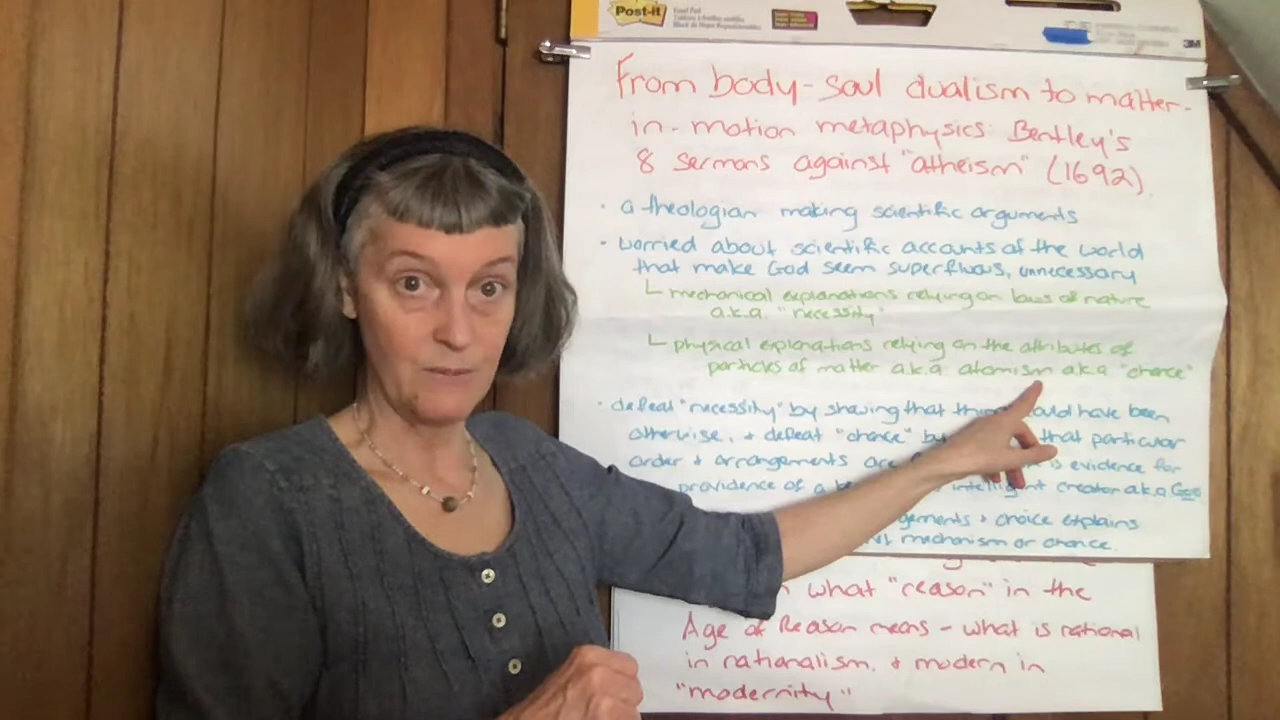 Post-it
3M
From body-soul dualism to matter-
in-motion metaphysics: Bentley's
8 sermons against "atheism" (1692).
• a theologian making scientific arguments
• worried about scientific accounts of the world
that make God seem superfluous, unnecessary
└ mechanical explanations relying on laws of nature
a.k.a. "necessity"
└ physical explanations relying on the attributes of
particles of matter a.k.a atomism a.k.a "chance"
• defeat "necessity" by showing that ould have been
otherwise, + defeat "chance" by that particular
order + arrangements are is evidence for
providence of a intelligent creator a.k.a God
gements + choice explains
mechanism or chance.
what "reason" in the
Age of Reason means - what is rational
in rationalism, + modern in
"modernity"